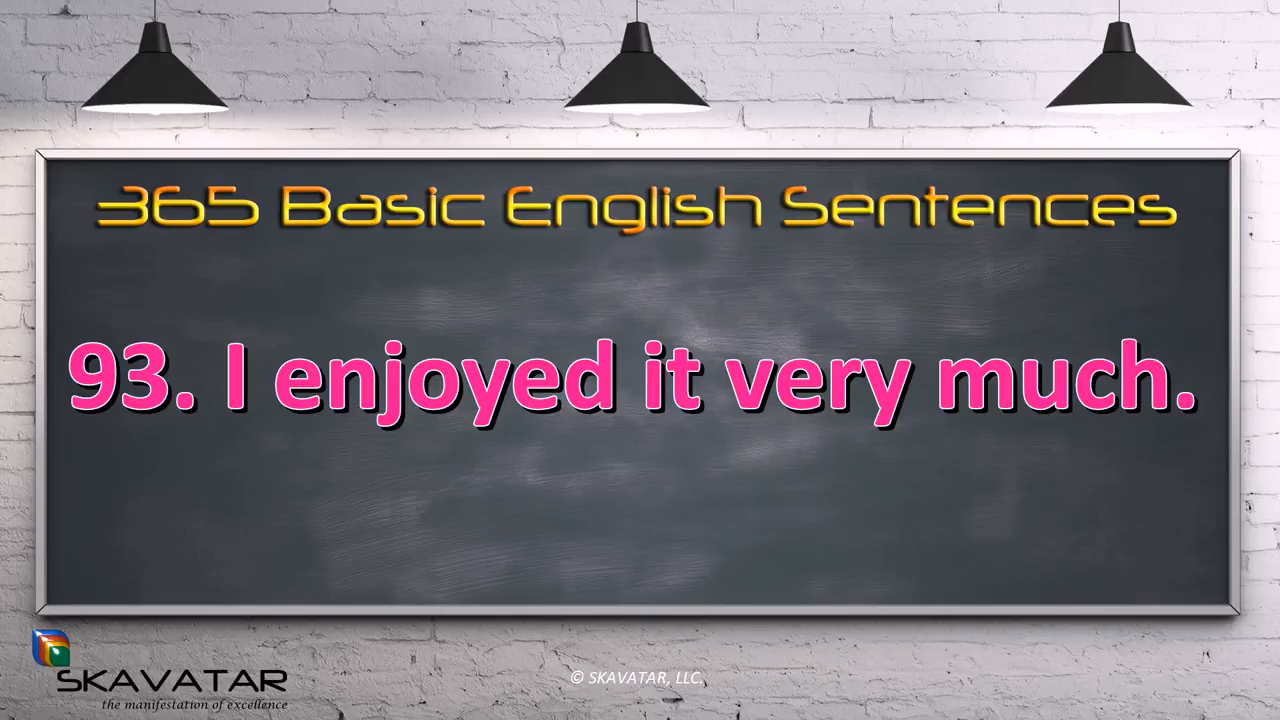 365 Basic English Sentences
93. I enjoyed it very much.
SKAVATAR
the manifestation of excellence
© SKAVATAR, LLC.